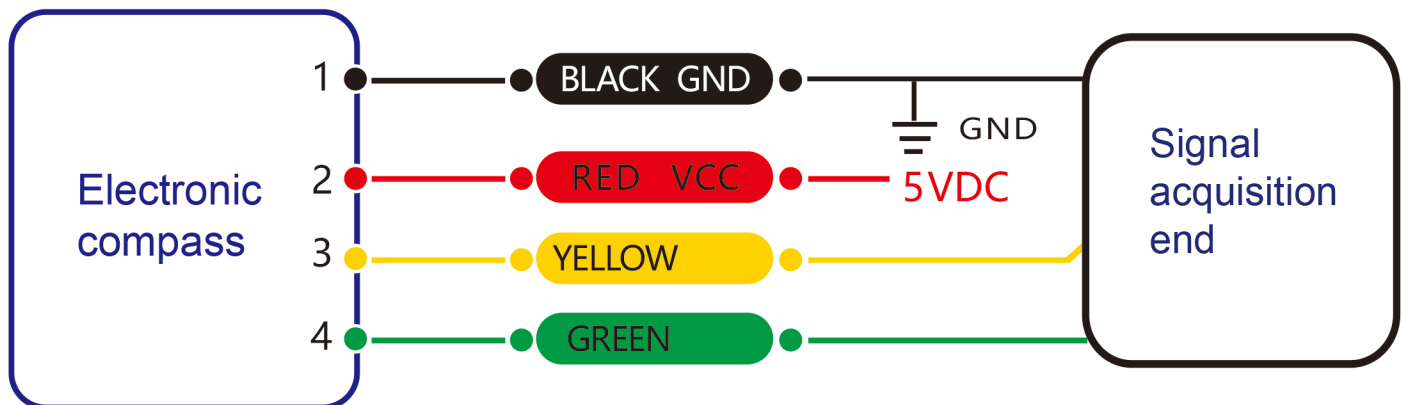 Electronic
compass
1
BLACK GND
GND
2
RED VCC
5VDC
3
YELLOW
4
GREEN
Signal
acquisition
end